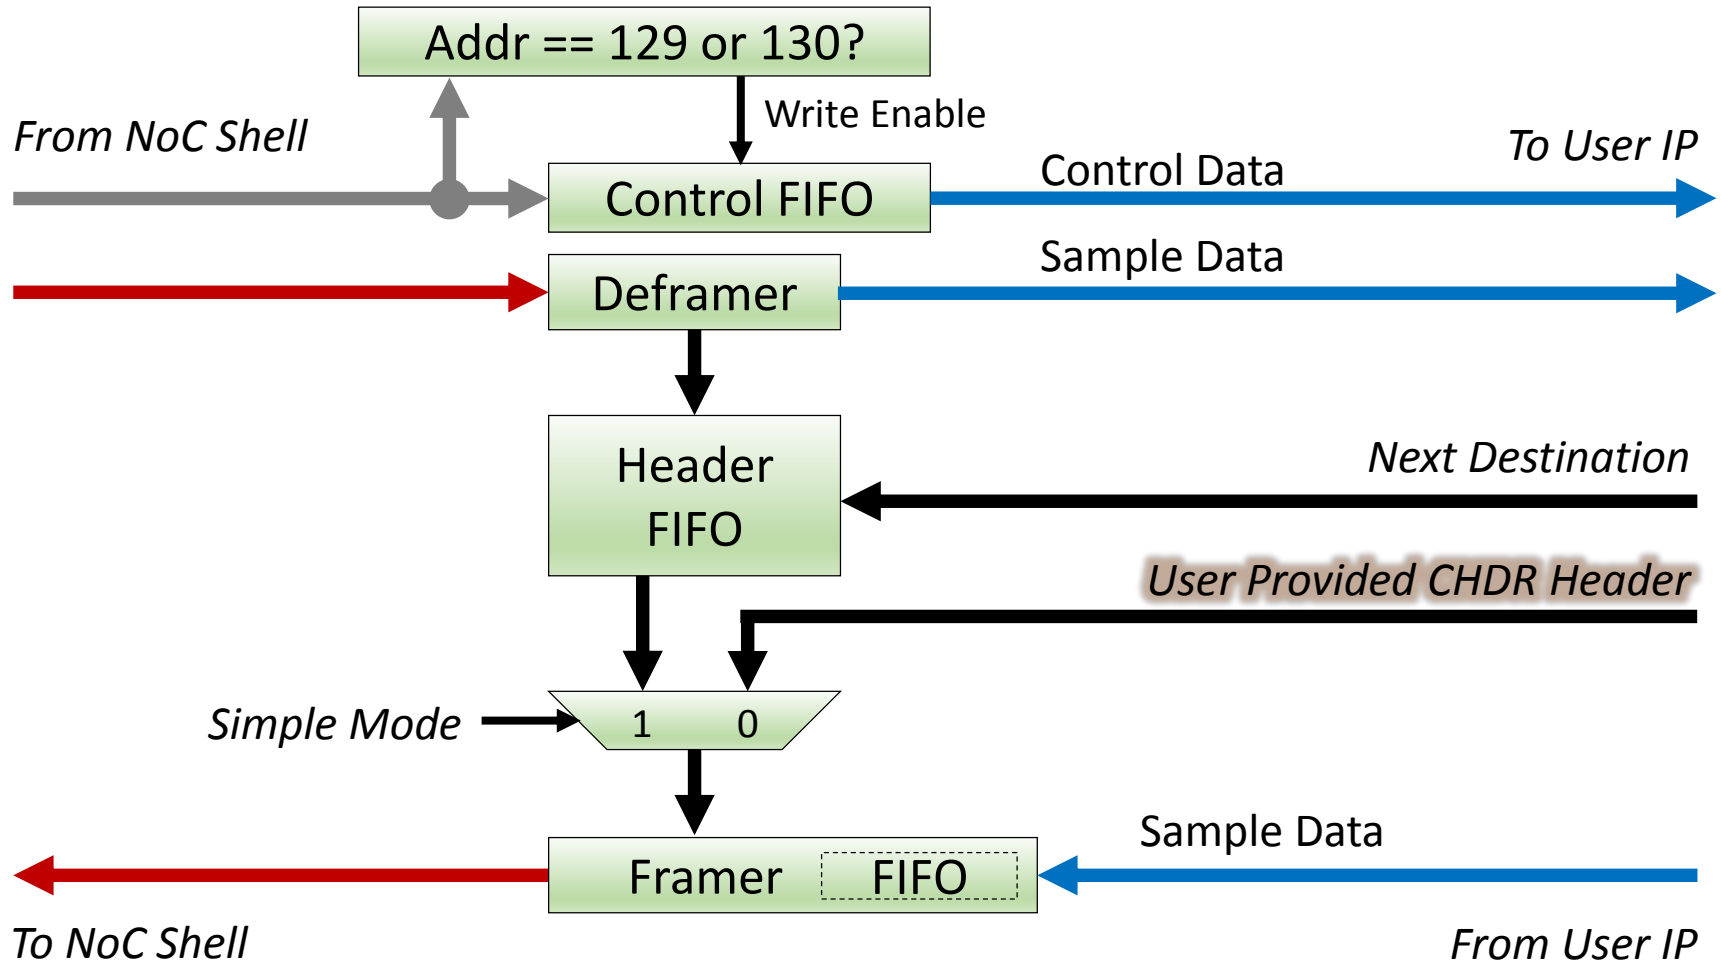 Addr == 129 or 130?
Write Enable
From NoC Shell
To User IP
Control FIFO
Control Data
Sample Data
Deframer
Header
FIFO
Next Destination
User Provided CHDR Header
Simple Mode
1 0
Sample Data
Framer FIFO
To NoC Shell
From User IP